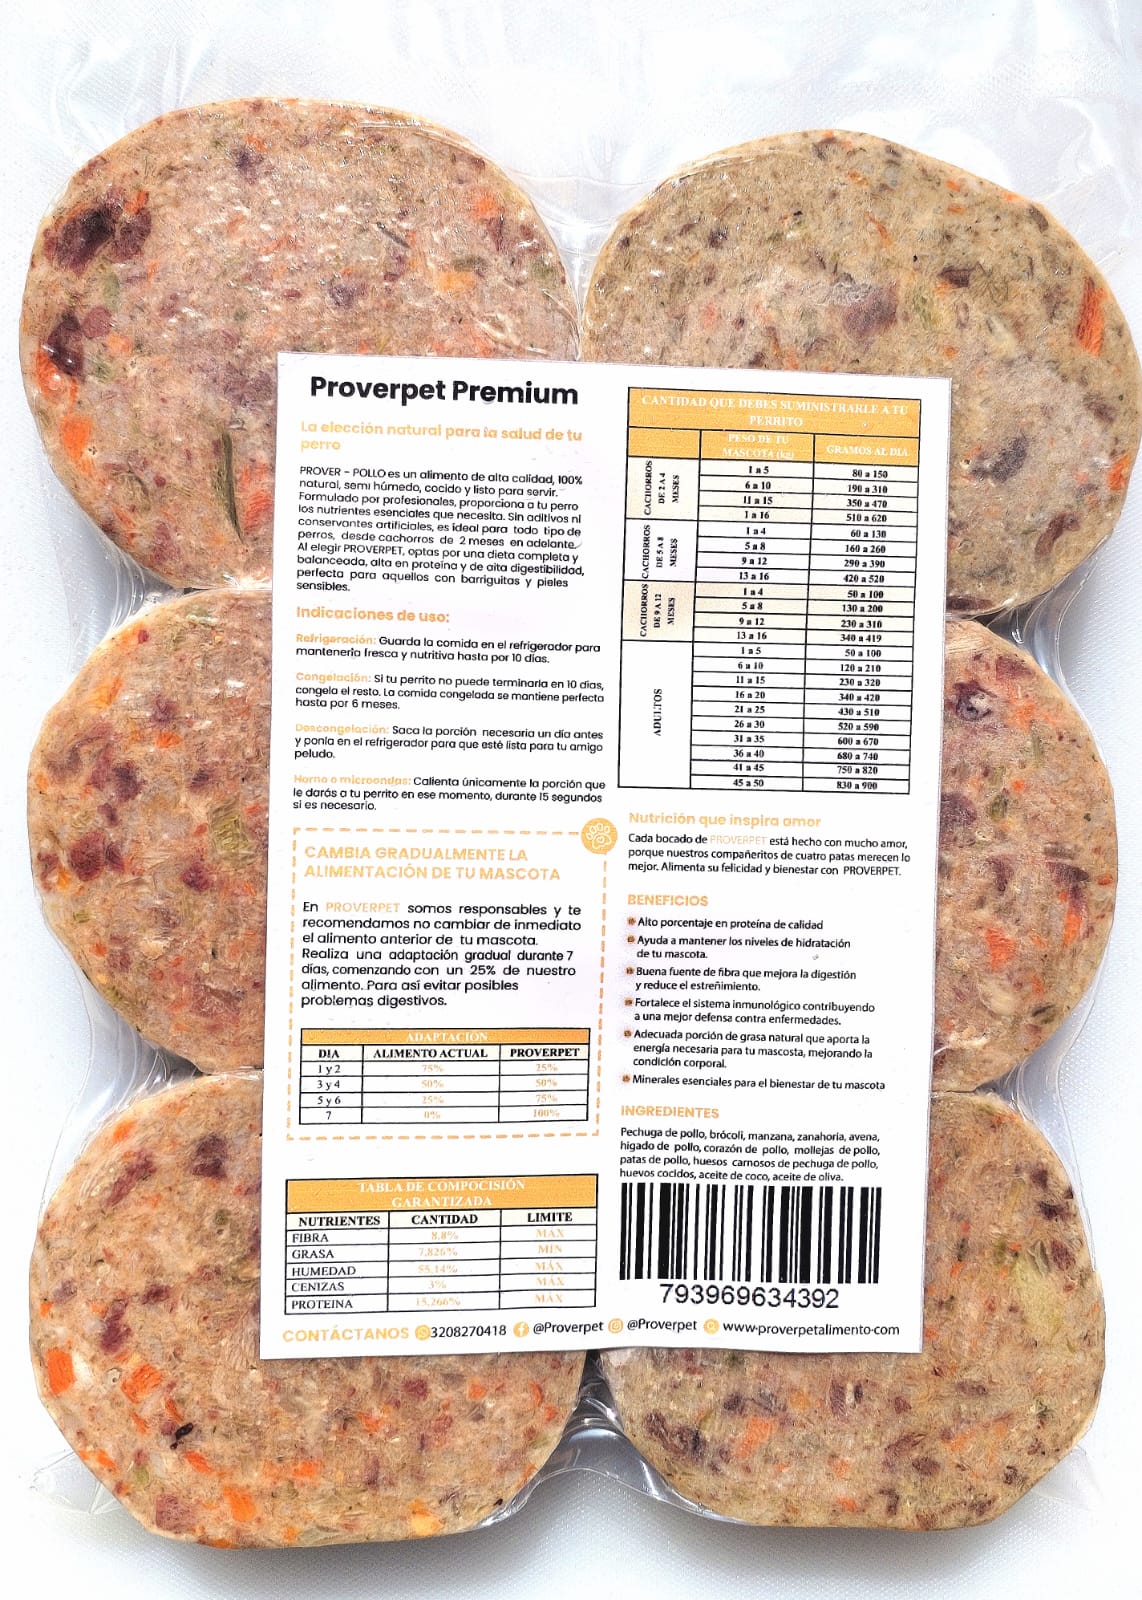 Proverpet Premium
La elección natural para la salud de tu
perro
PROVER - POLLO es un alimento de alta calidad, 100%
natural, semi húmedo, cocido y listo para servir.
Formulado por profesionales, proporciona a tu perro
los nutrientes esenciales que necesita. Sin aditivos ni
conservantes artificiales, es ideal para todo tipo de
perros, desde cachorros de 2 meses en adelante.
Al elegir PROVERPET, optas por una dieta completa y
balanceada, alta en proteína y de alta digestibilidad,
perfecta para aquellos con barriguitas y pieles
sensibles.
Indicaciones de uso:
Refrigeración: Guarda la comida en el refrigerador para
mantenerla fresca y nutritiva hasta por 10 días.
Congelación: Si tu perrito no puede terminarla en 10 días,
congela el resto. La comida congelada se mantiene perfecta
hasta por 6 meses.
Descongelación: Saca la porción necesaria un día antes
y ponla en el refrigerador para que esté lista para tu amigo
peludo.
Horno o microondas: Calienta únicamente la porción que
le darás a tu perrito en ese momento, durante 15 segundos
si es necesario.
CAMBIA GRADUALMENTE LA
ALIMENTACIÓN DE TU MASCOTA
En PROVERPET somos responsables y te
recomendamos no cambiar de inmediato
el alimento anterior de tu mascota.
Realiza una adaptación gradual durante 7
días, comenzando con un 25% de nuestro
alimento. Para así evitar posibles
problemas digestivos.
ADAPTACIÓN
DIA ALIMENTO ACTUAL PROVERPET
1 y 2 75% 25%
3 y 4 50% 50%
5 y 6 25% 75%
7 0% 100%
TABLA DE COMPOCISIÓN
GARANTIZADA
NUTRIENTES CANTIDAD LIMITE
FIBRA 8,8% MÁX
GRASA 7,826% MIN
HUMEDAD 55,14% MÁX
CENIZAS 3% MÁX
PROTEINA 15,266% MÁX
CANTIDAD QUE DEBES SUMINISTRARLE A TU
PERRITO
PESO DE TU
MASCOTA (kg) GRAMOS AL DIA
CACHORROS
DE 2 A 4
MESES
1 a 5 80 a 150
6 a 10 190 a 310
11 a 15 350 a 470
1 a 16 510 a 620
CACHORROS
DE 5 A 8
MESES
1 a 4 60 a 130
5 a 8 160 a 260
9 a 12 290 a 390
13 a 16 420 a 520
CACHORROS
DE 9 A 12
MESES
1 a 4 50 a 100
5 a 8 130 a 200
9 a 12 230 a 310
13 a 16 340 a 419
ADULTOS
1 a 5 50 a 100
6 a 10 120 a 210
11 a 15 230 a 320
16 a 20 340 a 420
21 a 25 430 a 510
26 a 30 520 a 590
31 a 35 600 a 670
36 a 40 680 a 740
41 a 45 750 a 820
45 a 50 830 a 900
Nutrición que inspira amor
Cada bocado de PROVERPET está hecho con mucho amor,
porque nuestros compañeritos de cuatro patas merecen lo
mejor. Alimenta su felicidad y bienestar con PROVERPET.
BENEFICIOS
Alto porcentaje en proteína de calidad
Ayuda a mantener los niveles de hidratación
de tu mascota.
Buena fuente de fibra que mejora la digestión
y reduce el estreñimiento.
Fortalece el sistema inmunológico contribuyendo
a una mejor defensa contra enfermedades.
Adecuada porción de grasa natural que aporta la
energía necesaria para tu mascosta, mejorando la
condición corporal.
Minerales esenciales para el bienestar de tu mascota
INGREDIENTES
Pechuga de pollo, brócoli, manzana, zanahoria, avena,
higado de pollo, corazón de pollo, mollejas de pollo,
patas de pollo, huesos carnosos de pechuga de pollo,
huevos cocidos, aceite de coco, aceite de oliva.
793969634392
CONTÁCTANOS 3208270418 @Proverpet @Proverpet www.proverpetalimento.com